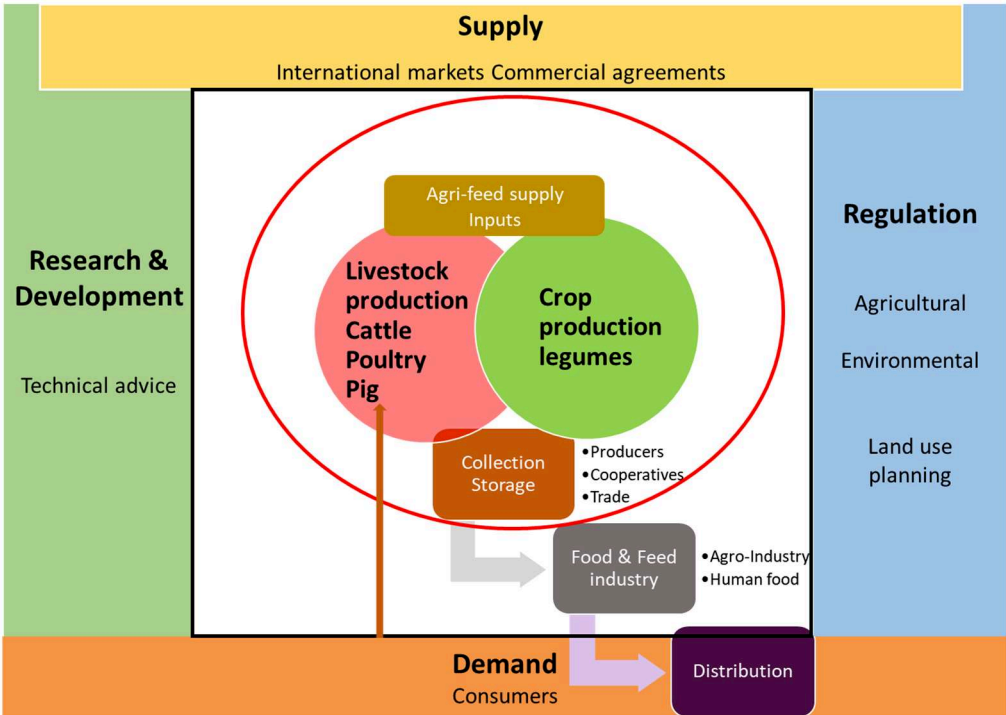 Supply
International markets Commercial agreements
Agri-feed supply
Inputs
Research &
Development
Technical advice
Livestock
production
Cattle
Poultry
Pig
Crop
production
legumes
Regulation
Agricultural
Environmental
Land use
planning
Collection
Storage
•Producers
•Cooperatives
•Trade
Food & Feed
industry
•Agro-Industry
•Human food
Demand
Consumers
Distribution